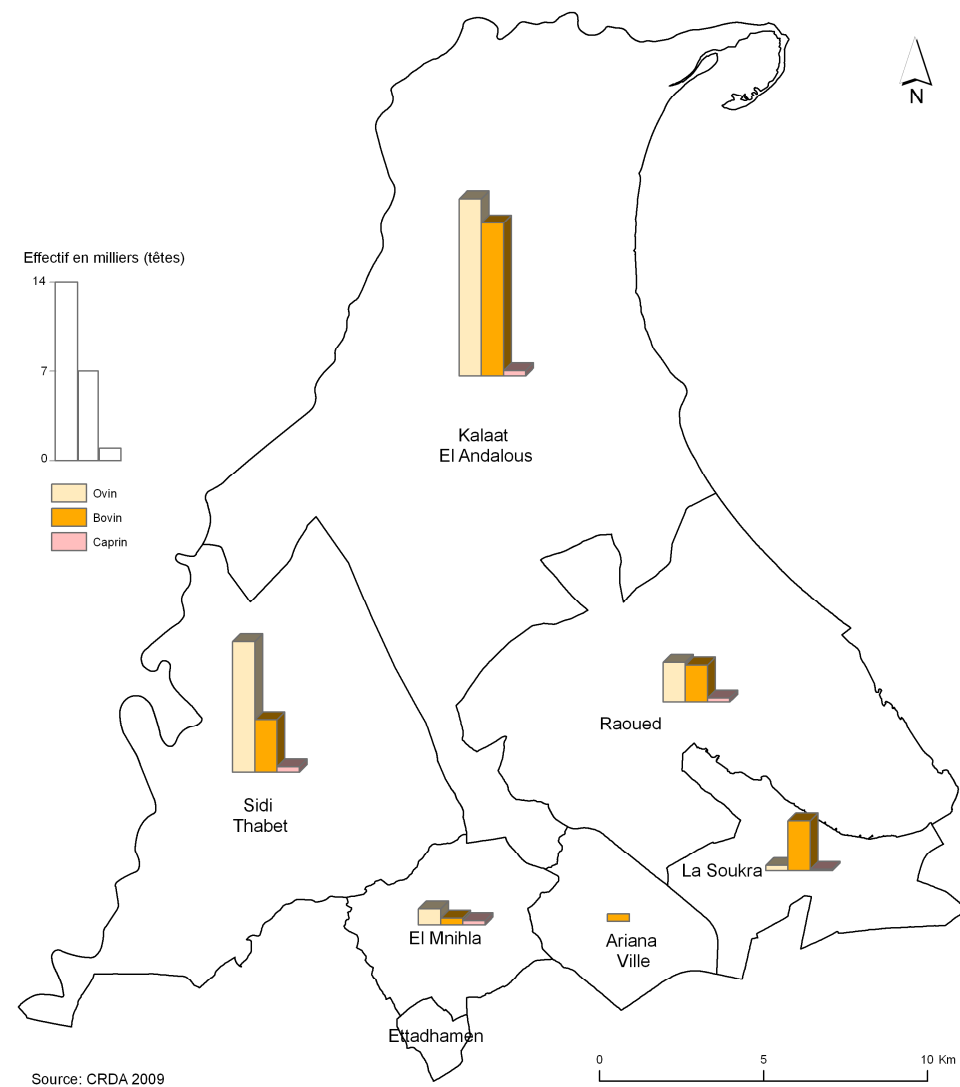 N
Effectif en milliers (têtes)
14
7
0
Ovin
Bovin
Caprin
Kalaat
El Andalous
Raoued
Sidi
Thabet
La Soukra
El Mnihla
Ariana
Ville
Ettadhamen
0 5 10 Km
Source: CRDA 2009